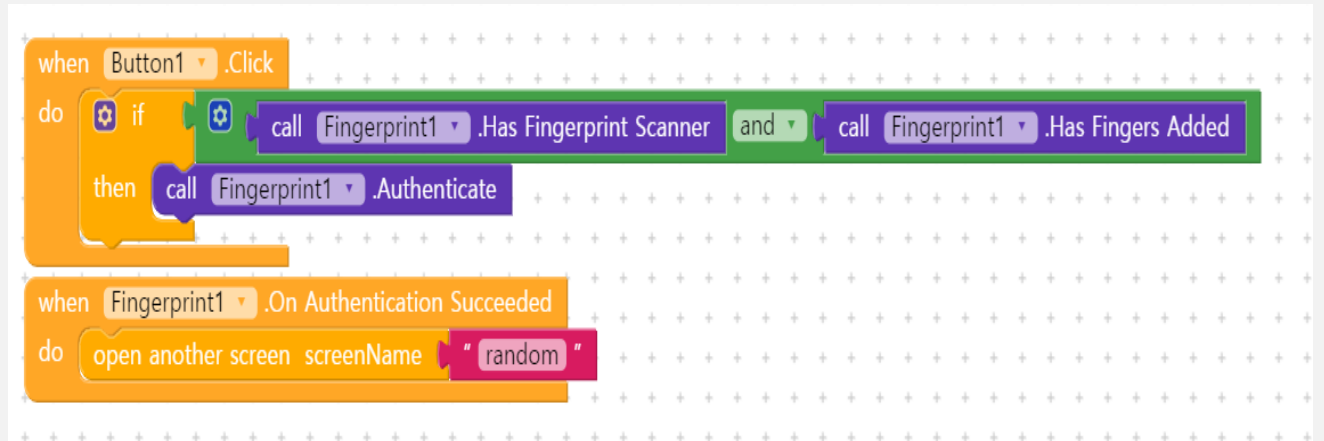 when Button1 .Click
do if call Fingerprint1 .Has Fingerprint Scanner and call Fingerprint1 .Has Fingers Added
then call Fingerprint1 .Authenticate
when Fingerprint1 .On Authentication Succeeded
do open another screen screenName " random "